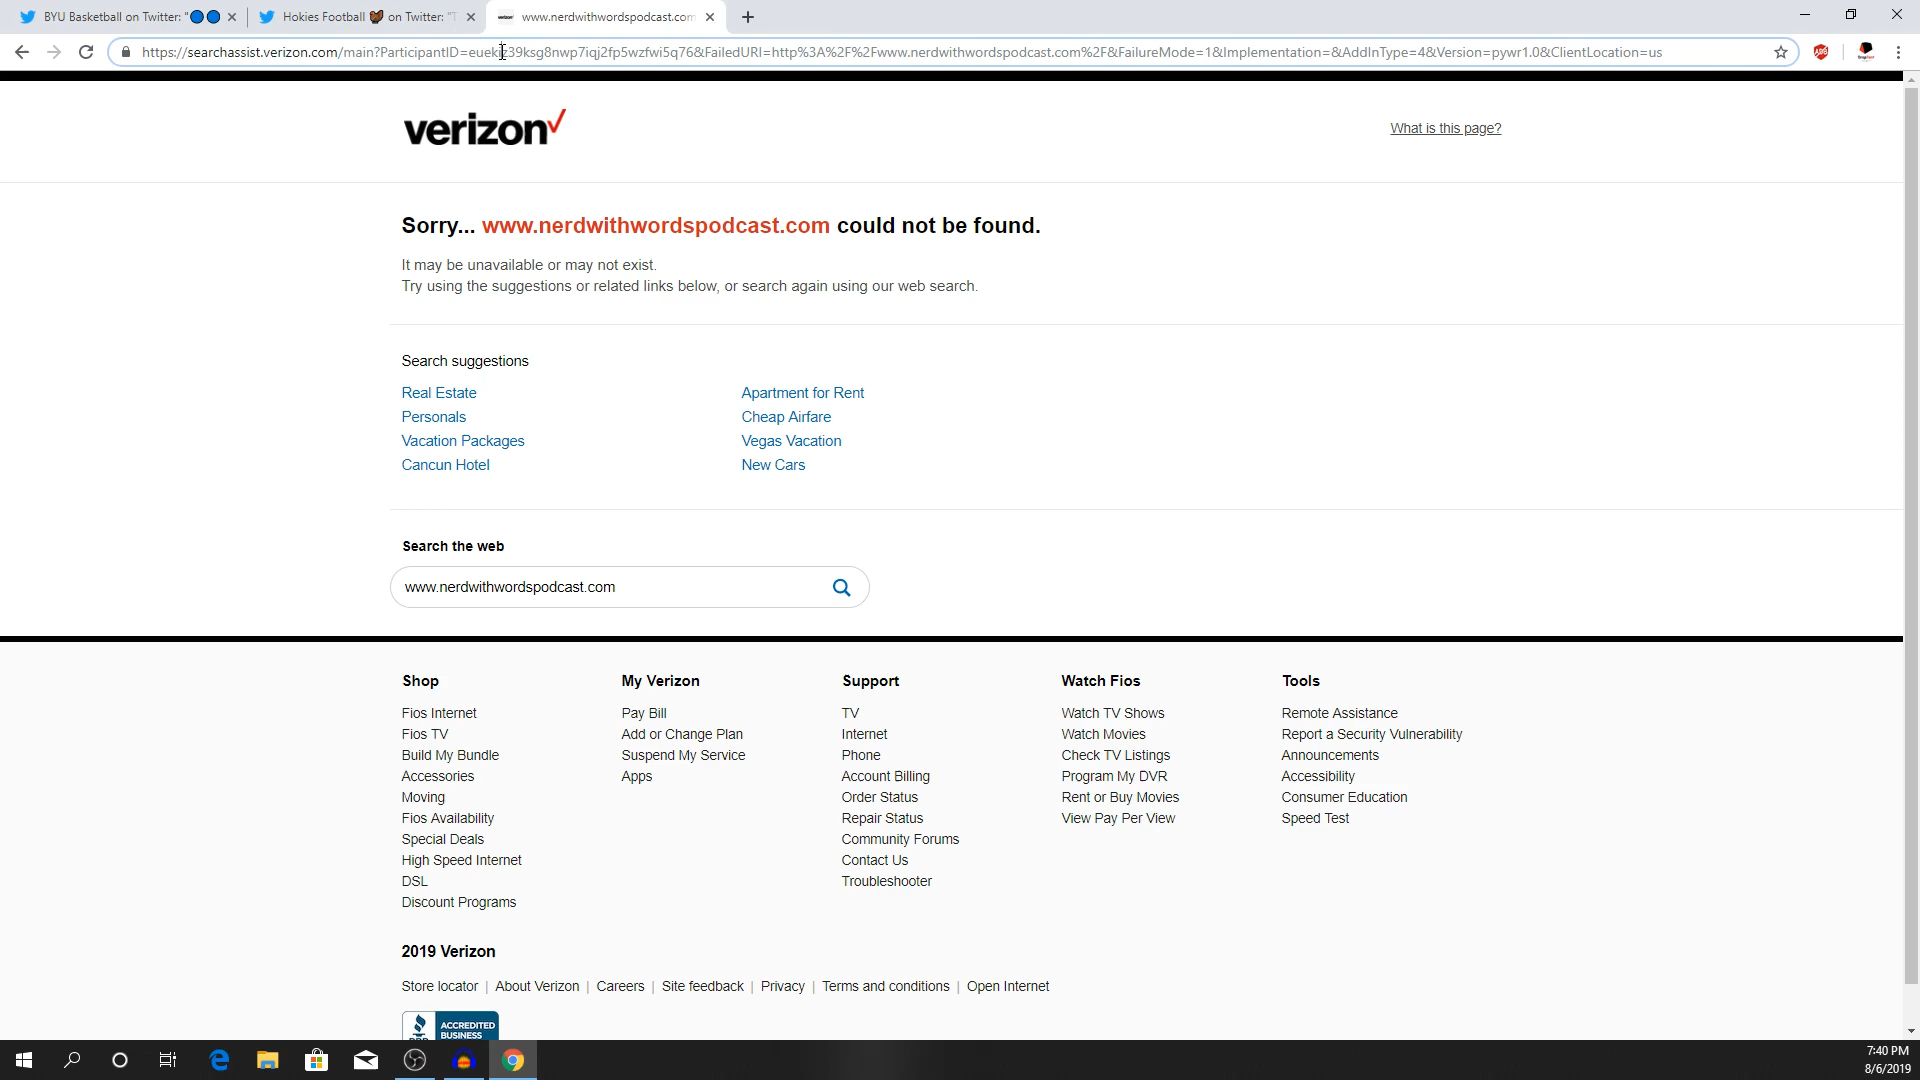 BYU Basketball on Twitter: "🔵🔵
Hokies Football 🦃 on Twitter: "T
www.nerdwithwordspodcast.com
https://searchassist.verizon.com/main?ParticipantID=euekjz39ksg8nwp7iqj2fp5wzfwi5q76&FailedURI=http%3A%2F%2Fwww.nerdwithwordspodcast.com%2F&FailureMode=1&Implementation=&AddInType=4&Version=pywr1.0&ClientLocation=us
verizon
What is this page?
Sorry... www.nerdwithwordspodcast.com could not be found.
It may be unavailable or may not exist.
Try using the suggestions or related links below, or search again using our web search.
Search suggestions
Real Estate Apartment for Rent
Personals Cheap Airfare
Vacation Packages Vegas Vacation
Cancun Hotel New Cars
Search the web
www.nerdwithwordspodcast.com
Shop My Verizon Support Watch Fios Tools
Fios Internet Pay Bill TV Watch TV Shows Remote Assistance
Fios TV Add or Change Plan Internet Watch Movies Report a Security Vulnerability
Build My Bundle Suspend My Service Phone Check TV Listings Announcements
Accessories Apps Account Billing Program My DVR Accessibility
Moving Order Status Rent or Buy Movies Consumer Education
Fios Availability Repair Status View Pay Per View Speed Test
Special Deals Community Forums
High Speed Internet Contact Us
DSL Troubleshooter
Discount Programs
2019 Verizon
Store locator | About Verizon | Careers | Site feedback | Privacy | Terms and conditions | Open Internet
ACCREDITED
BUSINESS
7:40 PM
8/6/2019